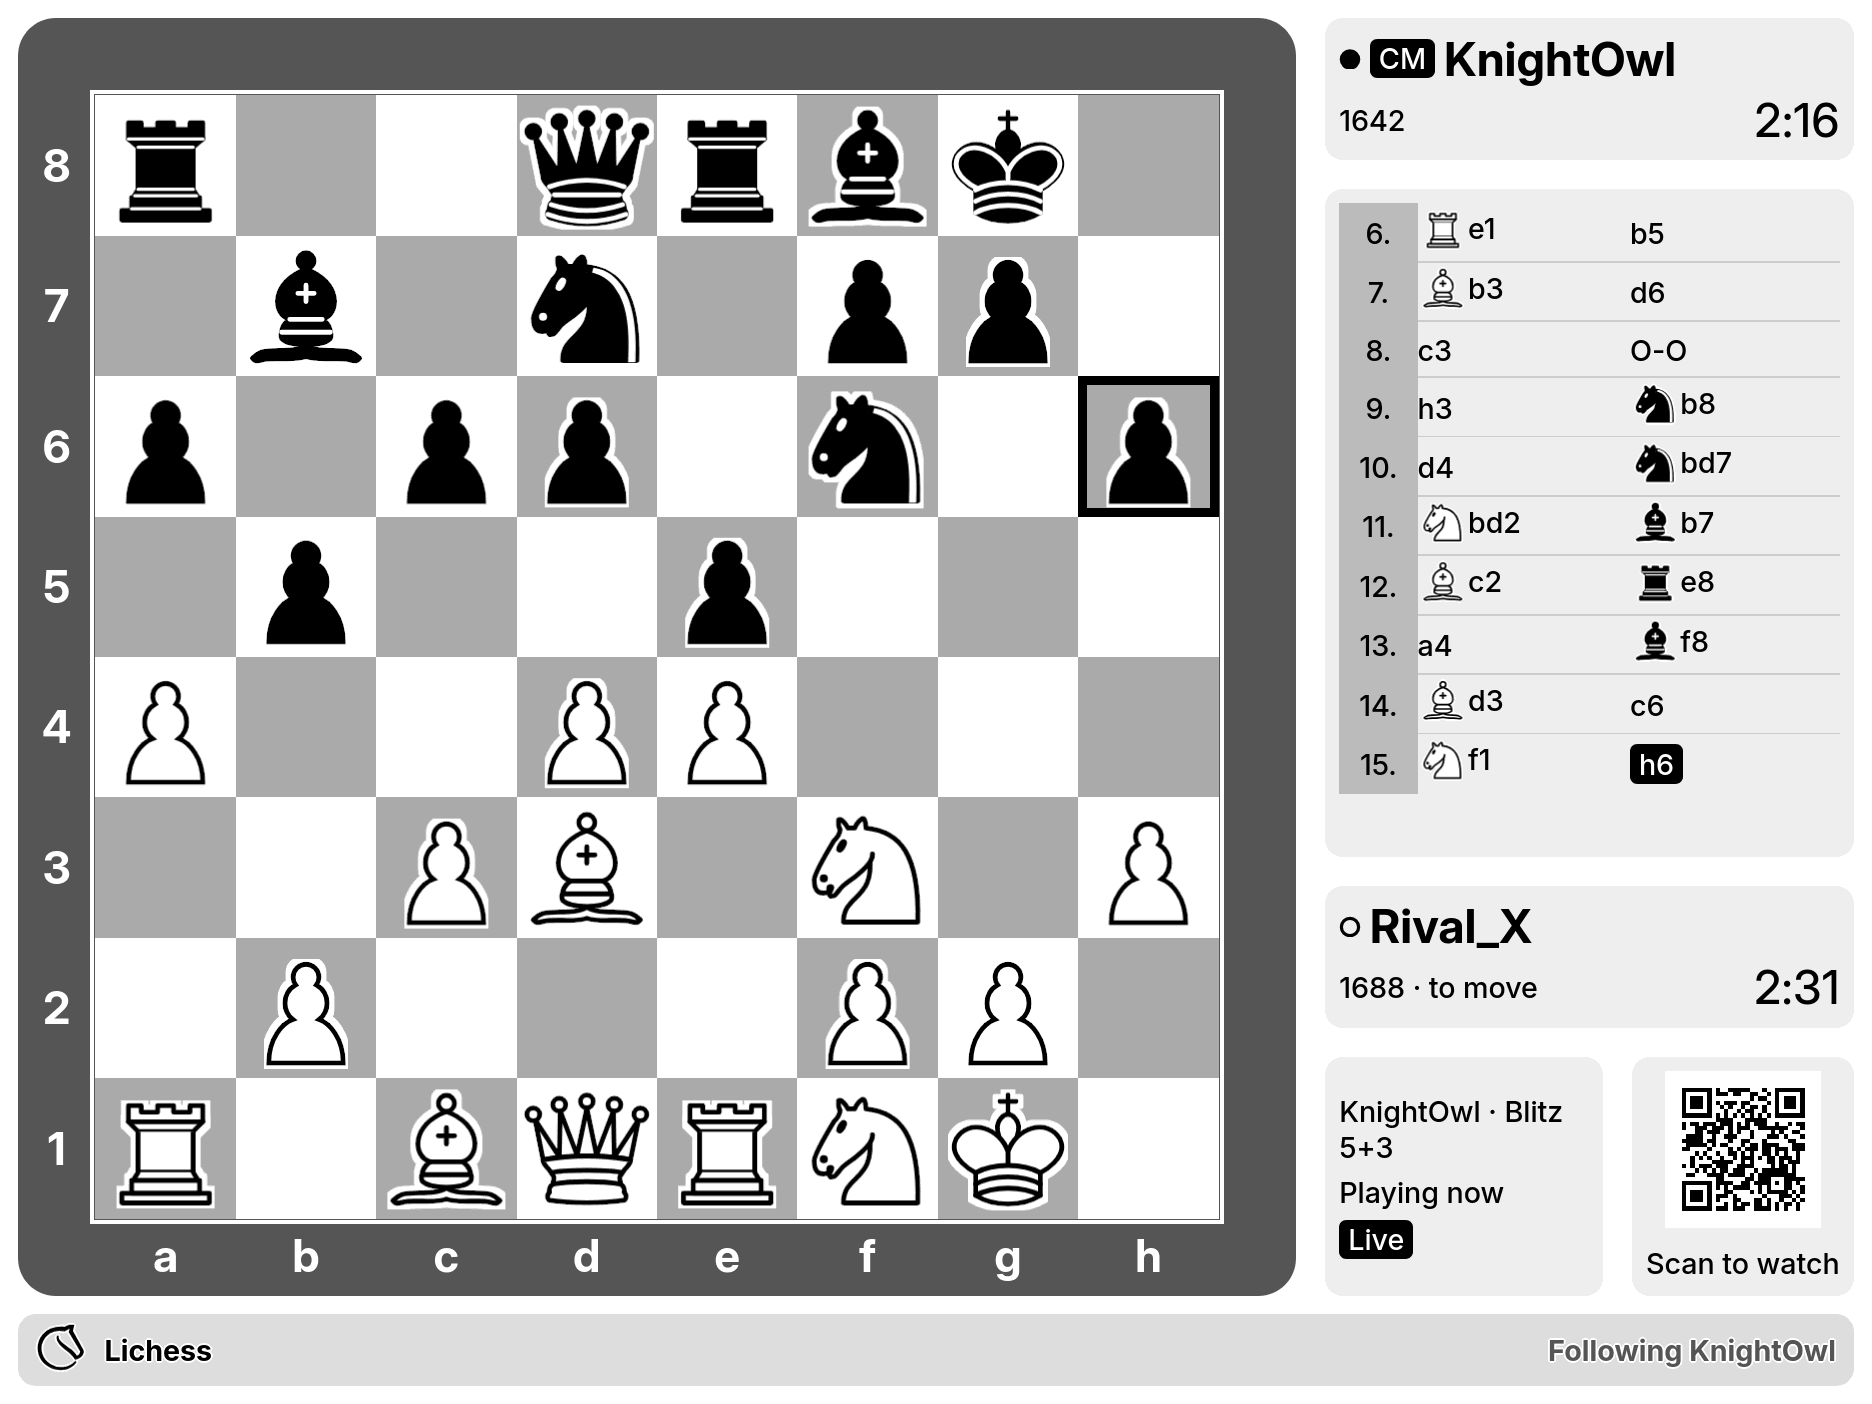 8
7
6
5
4
3
2
1
a b c d e f g h
CM KnightOwl
1642 2:16
6. e1 b5
7. b3 d6
8. c3 O-O
9. h3 b8
10. d4 bd7
11. bd2 b7
12. c2 e8
13. a4 f8
14. d3 c6
15. f1 h6
Rival_X
1688 · to move 2:31
KnightOwl · Blitz
5+3
Playing now
Live
Scan to watch
Lichess
Following KnightOwl